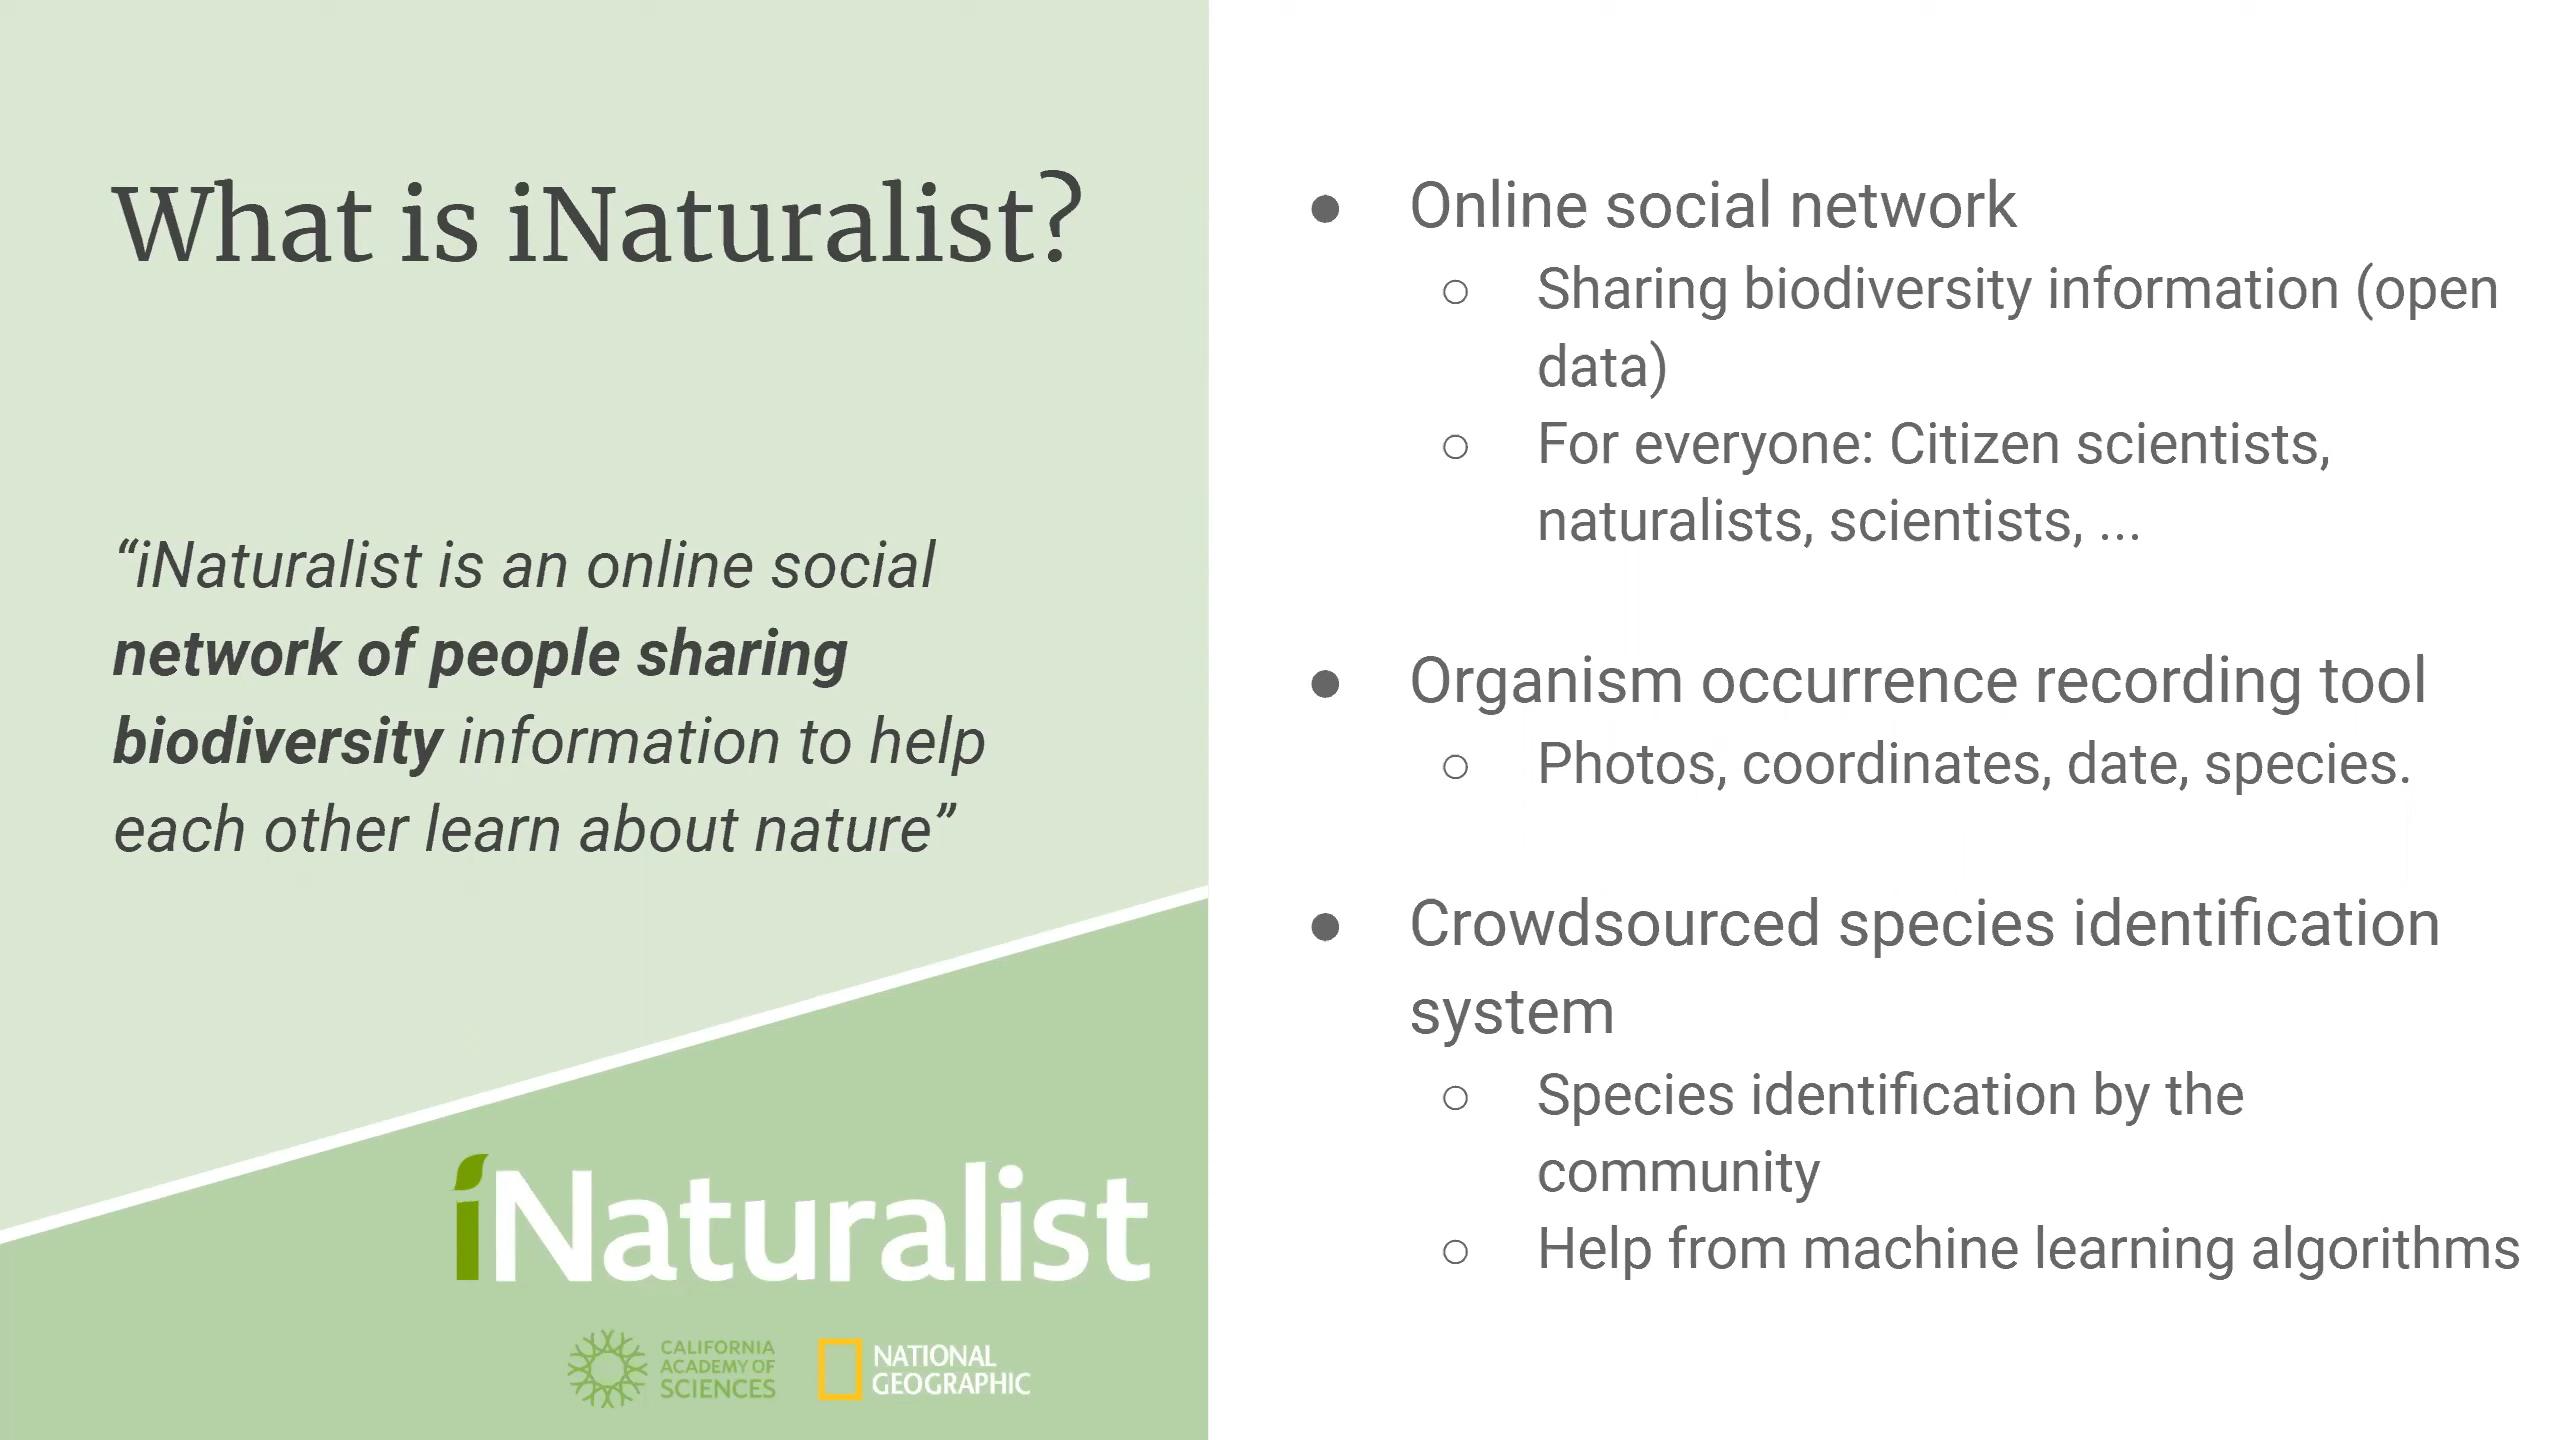 What is iNaturalist?
“iNaturalist is an online social
network of people sharing
biodiversity information to help
each other learn about nature”
iNaturalist
CALIFORNIA
ACADEMY OF
SCIENCES
NATIONAL
GEOGRAPHIC
● Online social network
○ Sharing biodiversity information (open
data)
○ For everyone: Citizen scientists,
naturalists, scientists, ...
● Organism occurrence recording tool
○ Photos, coordinates, date, species.
● Crowdsourced species identification
system
○ Species identification by the
community
○ Help from machine learning algorithms